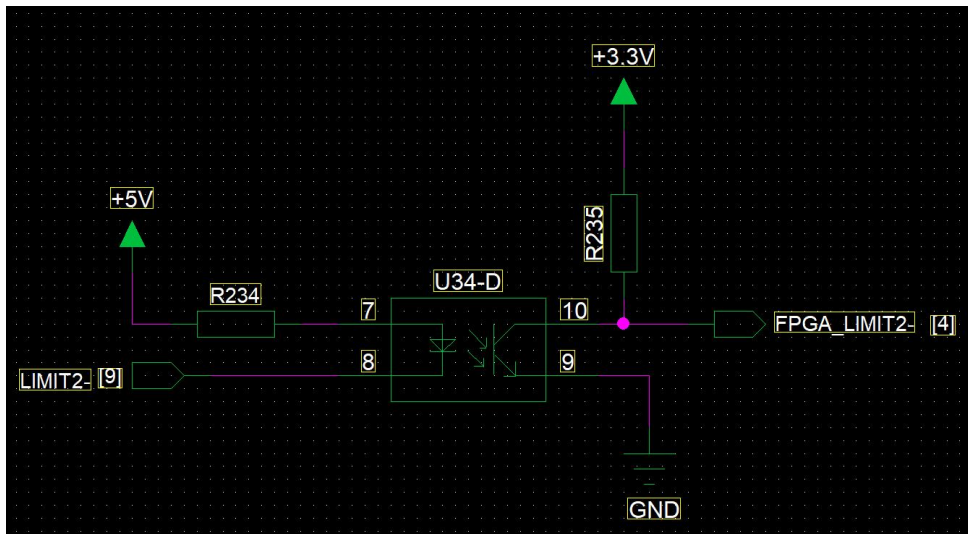 +3.3V
+5V
R235
U34-D
R234
7
10
FPGA_LIMIT2- [4]
8
9
LIMIT2- [9]
GND